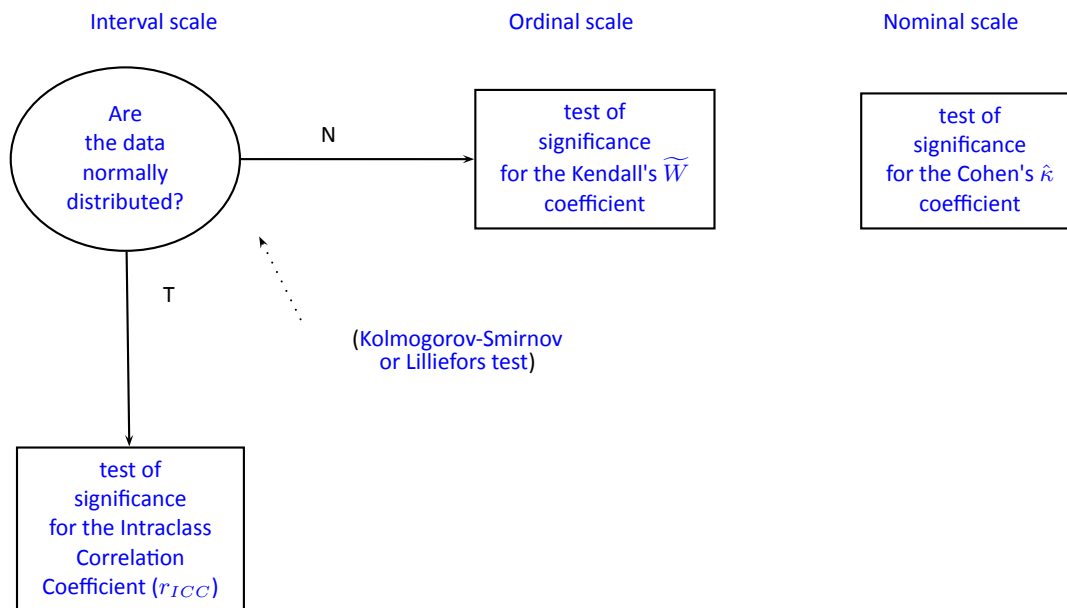 Interval scale
Ordinal scale
Nominal scale
Are
the data
normally
distributed?
N
test of
significance
for the Kendall's W̃
coefficient
test of
significance
for the Cohen's κ̂
coefficient
T
(Kolmogorov-Smirnov
or Lilliefors test)
test of
significance
for the Intraclass
Correlation
Coefficient (r_{ICC})